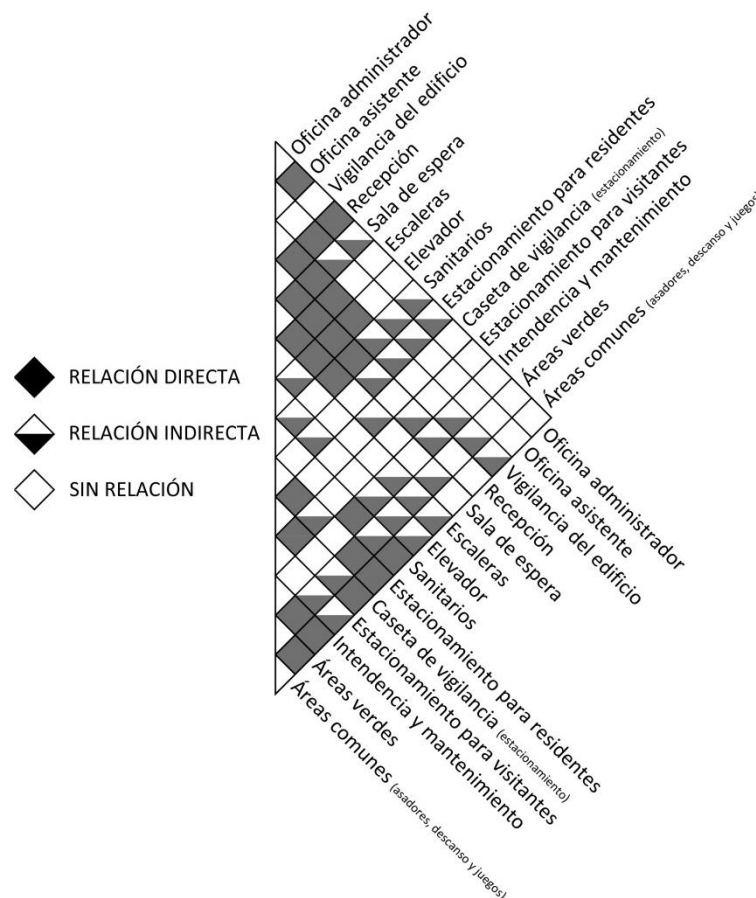 Oficina administrador
Oficina asistente
Vigilancia del edificio
Recepción
Sala de espera
Escaleras
Elevador
Sanitarios
Estacionamiento para residentes
Caseta de vigilancia (estacionamiento)
Estacionamiento para visitantes
Intendencia y mantenimiento
Áreas verdes
Áreas comunes (asadores, descanso y juegos)
RELACIÓN DIRECTA
RELACIÓN INDIRECTA
SIN RELACIÓN
Oficina administrador
Oficina asistente
Vigilancia del edificio
Recepción
Sala de espera
Escaleras
Elevador
Sanitarios
Estacionamiento para residentes
Caseta de vigilancia (estacionamiento)
Estacionamiento para visitantes
Intendencia y mantenimiento
Áreas verdes
Áreas comunes (asadores, descanso y juegos)